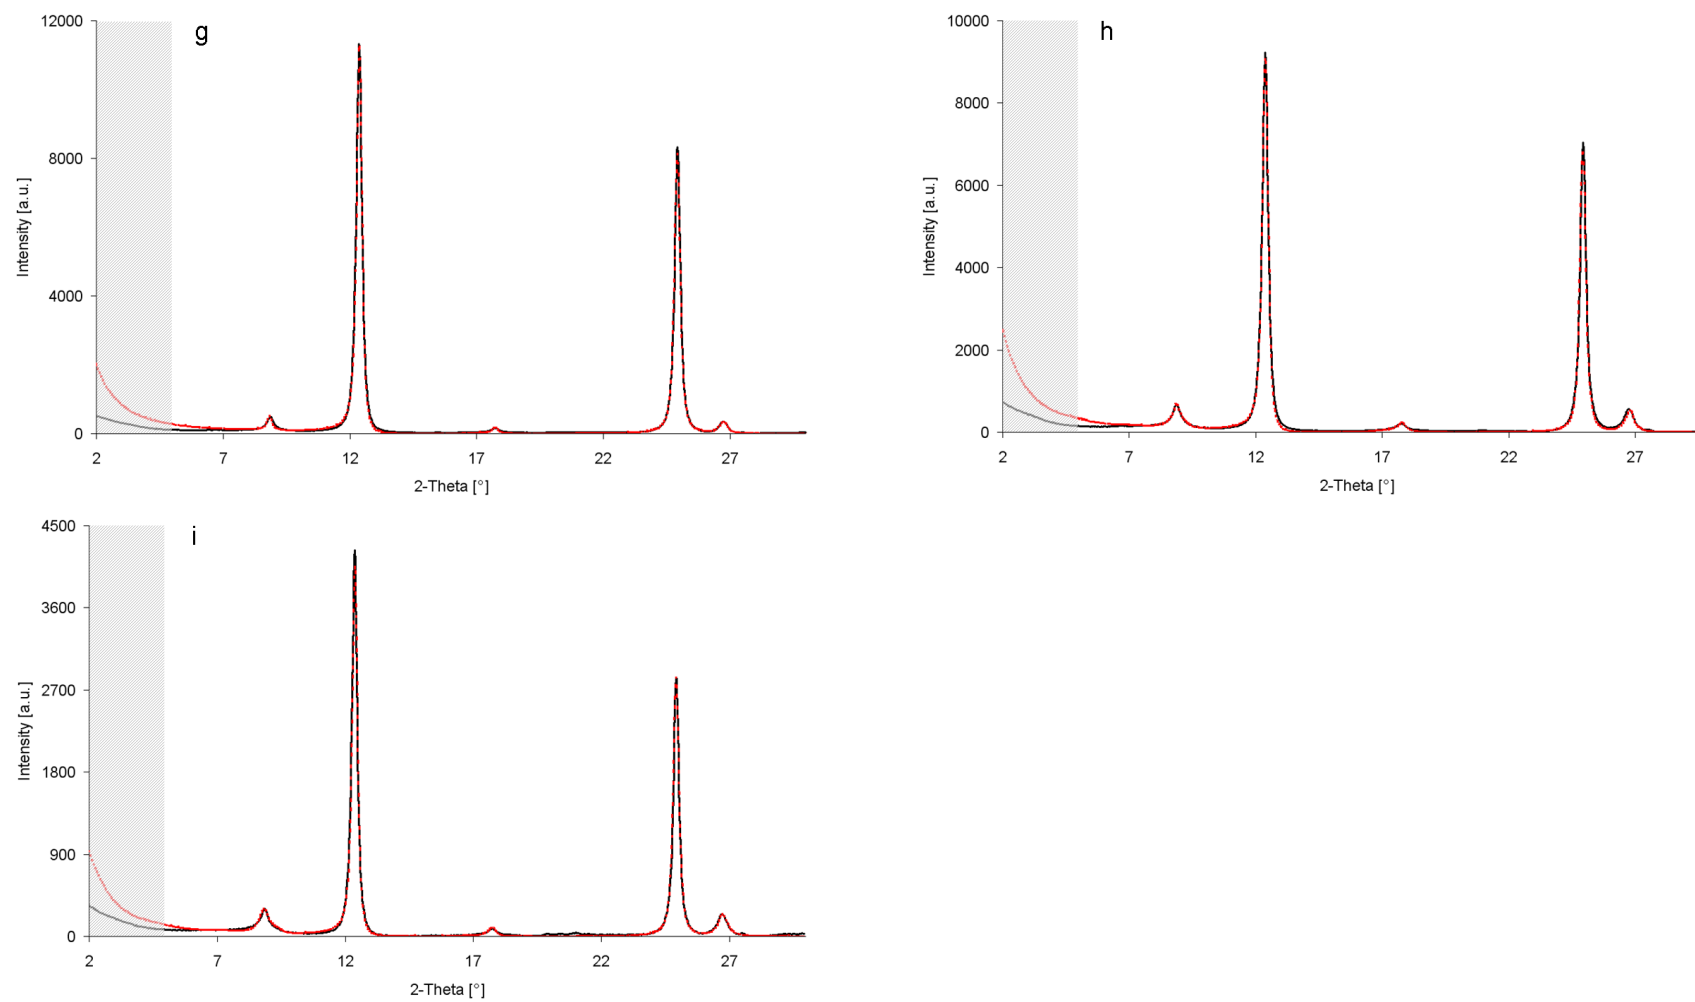 g
12000
8000
4000
0
2 7 12 17 22 27
Intensity [a.u.]
2-Theta [°]
h
10000
8000
6000
4000
2000
0
2 7 12 17 22 27
Intensity [a.u.]
2-Theta [°]
i
4500
3600
2700
1800
900
0
2 7 12 17 22 27
Intensity [a.u.]
2-Theta [°]